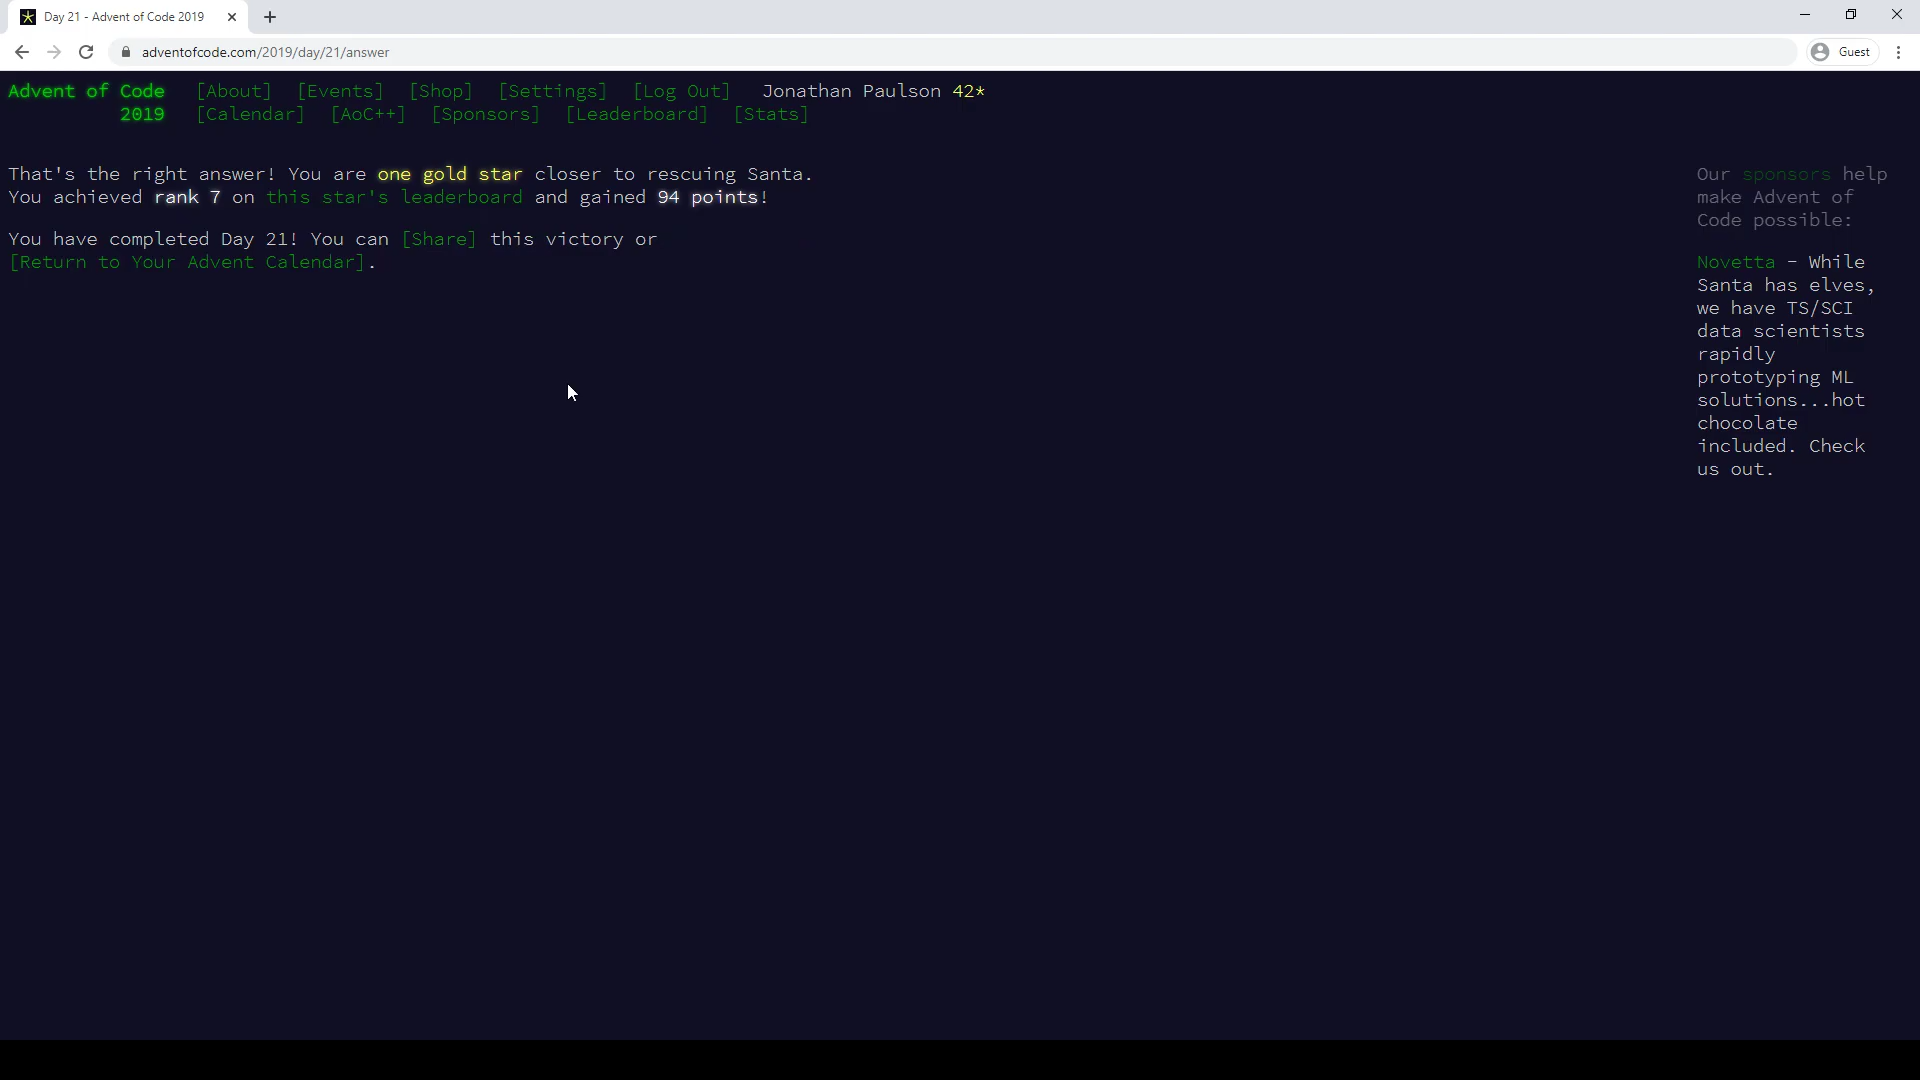 Day 21 - Advent of Code 2019
adventofcode.com/2019/day/21/answer
Guest
Advent of Code [About] [Events] [Shop] [Settings] [Log Out] Jonathan Paulson 42*
2019 [Calendar] [AoC++] [Sponsors] [Leaderboard] [Stats]
That's the right answer! You are one gold star closer to rescuing Santa.
You achieved rank 7 on this star's leaderboard and gained 94 points!
You have completed Day 21! You can [Share] this victory or
[Return to Your Advent Calendar].
Our sponsors help
make Advent of
Code possible:
Novetta - While
Santa has elves,
we have TS/SCI
data scientists
rapidly
prototyping ML
solutions...hot
chocolate
included. Check
us out.